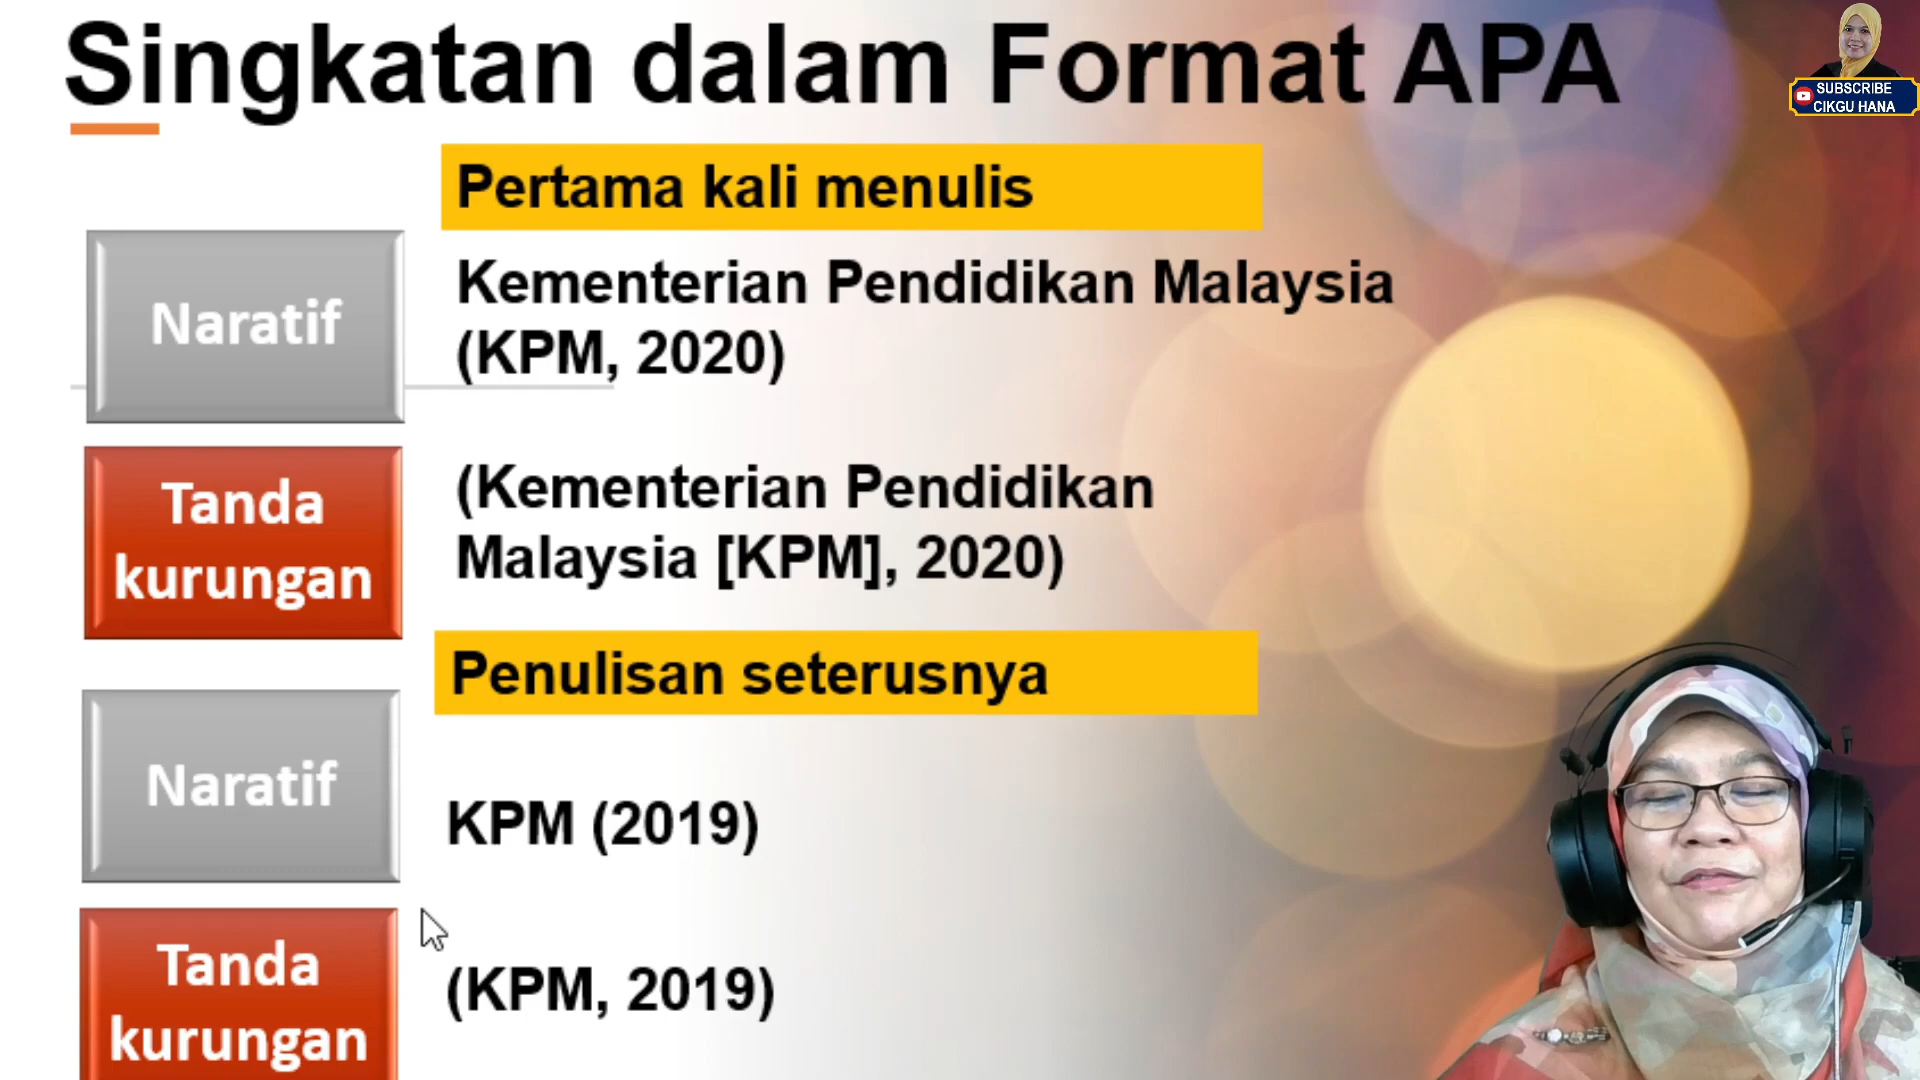 Singkatan dalam Format APA
SUBSCRIBE
CIKGU HANA
Pertama kali menulis
Naratif
Kementerian Pendidikan Malaysia
(KPM, 2020)
Tanda
kurungan
(Kementerian Pendidikan
Malaysia [KPM], 2020)
Penulisan seterusnya
Naratif
KPM (2019)
Tanda
kurungan
(KPM, 2019)